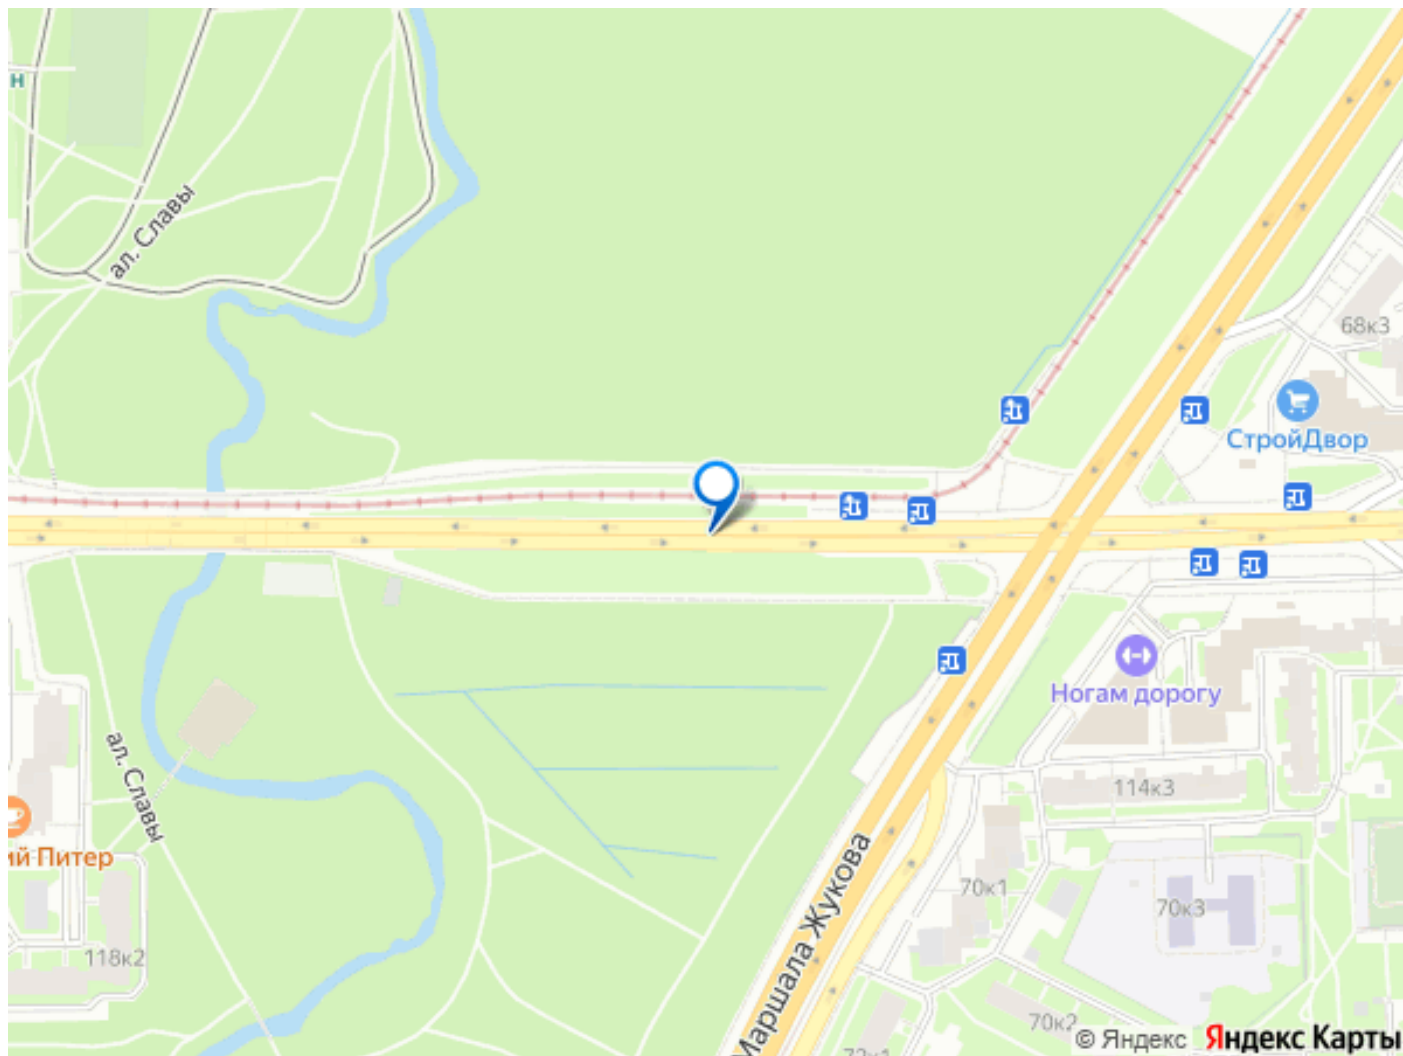 н
ал. Славы
68к3
СтройДвор
Ногам дорогу
ал. Славы
114к3
ий Питер
Маршала Жукова
70к1
70к3
118к2
70к2
72к1
© Яндекс Яндекс Карты